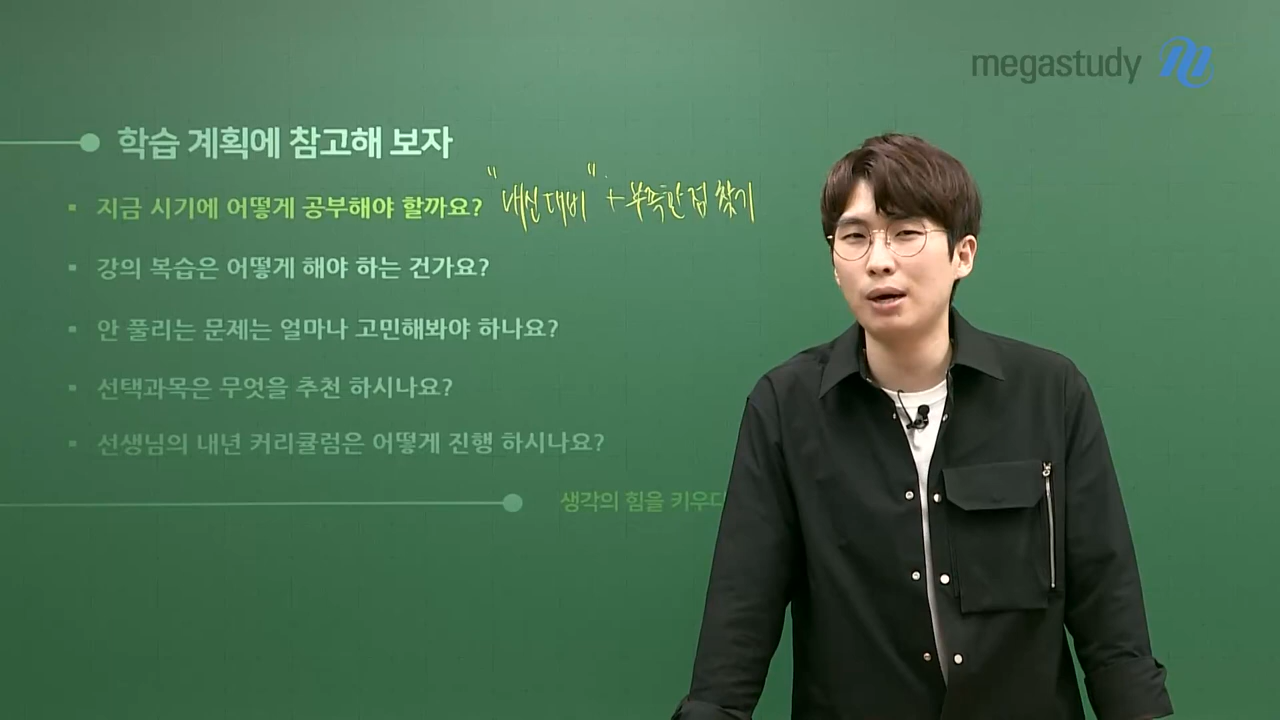 megastudy
학습 계획에 참고해 보자
지금 시기에 어떻게 공부해야 할까요? "내신 대비" + 부족한 점 찾기
강의 복습은 어떻게 해야 하는 건가요?
안 풀리는 문제는 얼마나 고민해봐야 하나요?
선택과목은 무엇을 추천 하시나요?
선생님의 내년 커리큘럼은 어떻게 진행 하시나요?
생각의 힘을 키우다